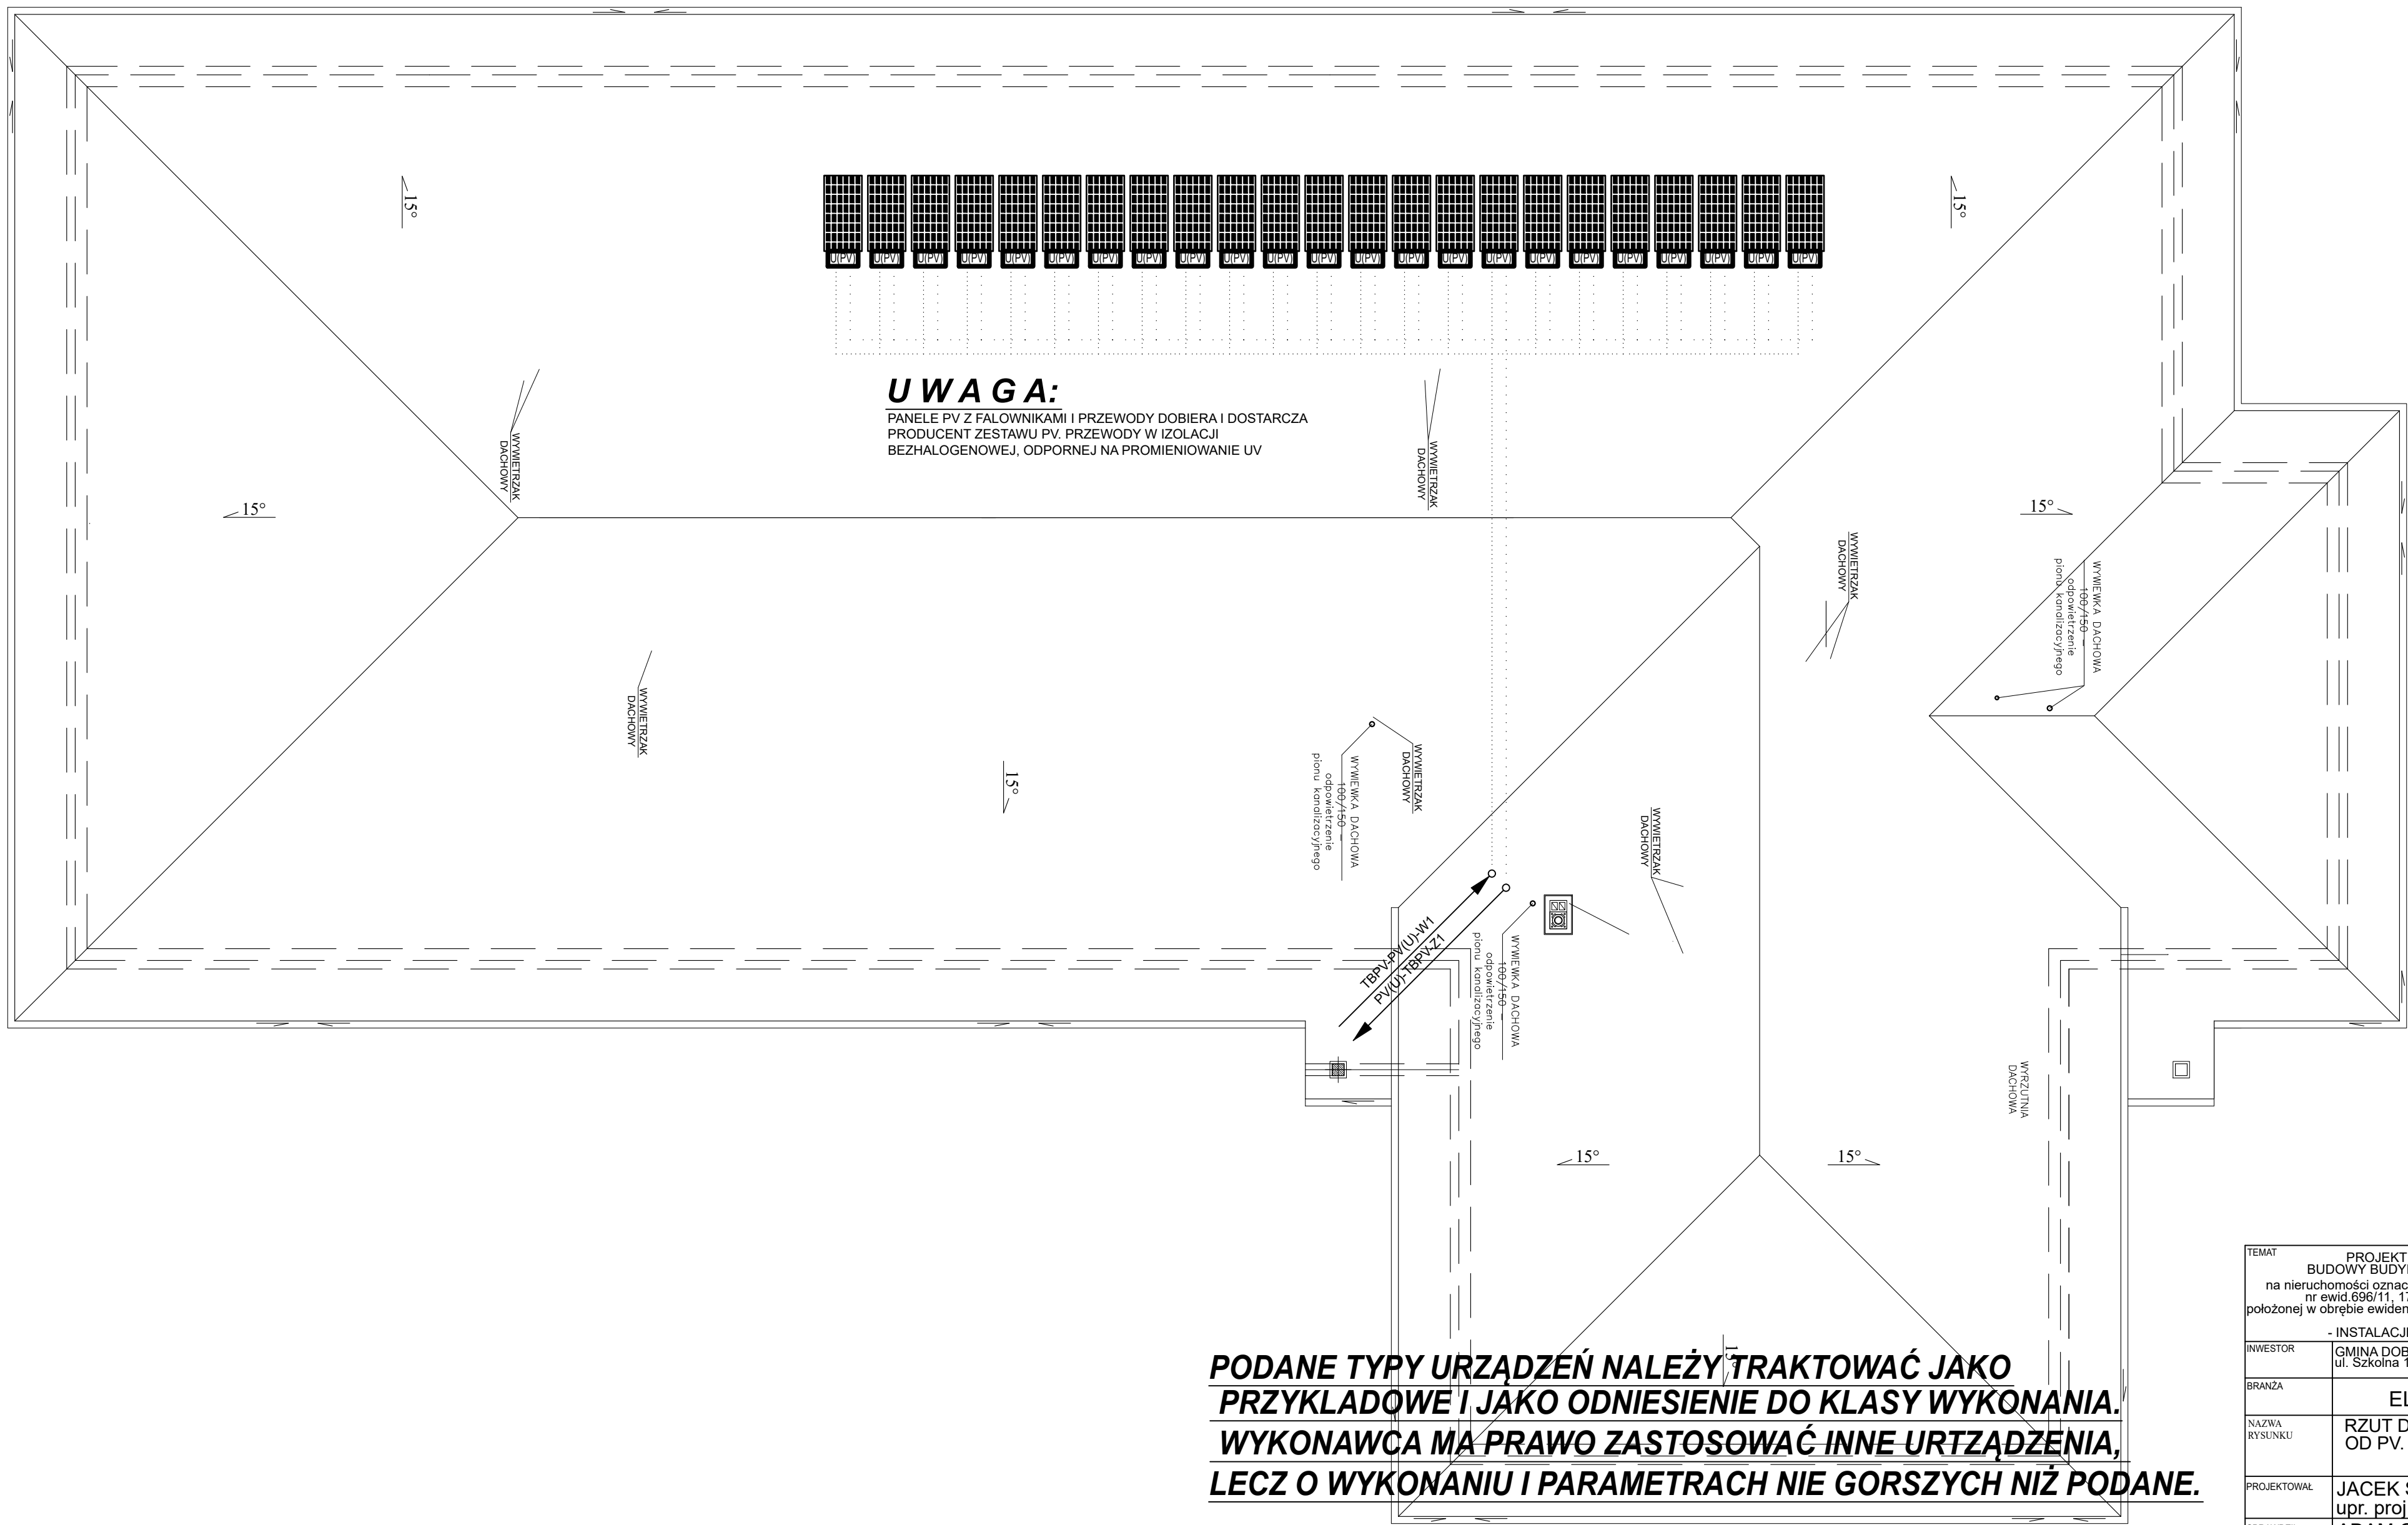 15°
15°
U(PV) U(PV) U(PV) U(PV) U(PV) U(PV) U(PV) U(PV) U(PV) U(PV) U(PV) U(PV) U(PV) U(PV) U(PV) U(PV) U(PV) U(PV) U(PV) U(PV) U(PV) U(PV) U(PV)
U W A G A:
PANELE PV Z FALOWNIKAMI I PRZEWODY DOBIERA I DOSTARCZA
PRODUCENT ZESTAWU PV. PRZEWODY W IZOLACJI
BEZHALOGENOWEJ, ODPORNEJ NA PROMIENIOWANIE UV
WYWIETRZAK
DACHOWY
WYWIETRZAK
DACHOWY
15°
15°
WYWIETRZAK
DACHOWY
WYWIEWKA DACHOWA
100/150 –
odpowietrzenie
pionu kanalizacyjnego
WYWIETRZAK
DACHOWY
WYWIETRZAK
DACHOWY
WYWIEWKA DACHOWA
100/150 –
odpowietrzenie
pionu kanalizacyjnego
15°
WYWIETRZAK
DACHOWY
TBPV-PV(U)-W1
PV(U)-TBPV-Z1
WYWIEWKA DACHOWA
100/150 –
odpowietrzenie
pionu kanalizacyjnego
WYRZUTNIA
DACHOWA
15°
15°
15°
PODANE TYPY URZĄDZEŃ NALEŻY TRAKTOWAĆ JAKO
PRZYKLADOWE I JAKO ODNIESIENIE DO KLASY WYKONANIA.
WYKONAWCA MA PRAWO ZASTOSOWAĆ INNE URTZĄDZENIA,
LECZ O WYKONANIU I PARAMETRACH NIE GORSZYCH NIŻ PODANE.
TEMAT
PROJEKT
BUDOWY BUDY
na nieruchomości oznac
nr ewid.696/11, 17
położonej w obrębie ewiden
- INSTALACJ
INWESTOR
GMINA DOB
ul. Szkolna 1
BRANŻA
EL
NAZWA
RYSUNKU
RZUT D
OD PV.
PROJEKTOWAŁ
JACEK S
upr. proj